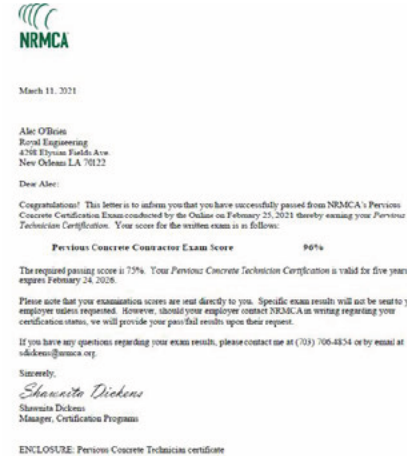 NRMCA
March 11, 2021
Alec O'Brien
Royal Engineering
4298 Elysian Fields Ave
New Orleans LA 70122
Dear Alec:
Congratulations! This letter is to inform you that you have successfully passed from NRMCA's Pervious
Concrete Certification Exam conducted by the Online on February 25, 2021 thereby earning your Pervious
Technician Certification. Your score for the written exam is as follows:
Pervious Concrete Contractor Exam Score 96%
The required passing score is 75%. Your Pervious Concrete Technician Certification is valid for five years
expires February 24, 2026.
Please note that your examination scores are sent directly to you. Specific exam results will not be sent to y
employer unless requested. However, should your employer contact NRMCA in writing regarding your
certification status, we will provide your pass/fail results upon their request.
If you have any questions regarding your exam results, please contact me at (703) 706-4854 or by email at
sdickens@nrmca.org.
Sincerely,
Shawnita Dickens
Shawnita Dickens
Manager, Certification Programs
ENCLOSURE: Pervious Concrete Technician certificate